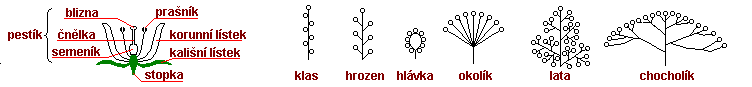 blizna
prašník
pestík
čnělka
korunní lístek
semeník
kališní lístek
stopka
klas
hrozen
hlávka
okolík
lata
chocholík